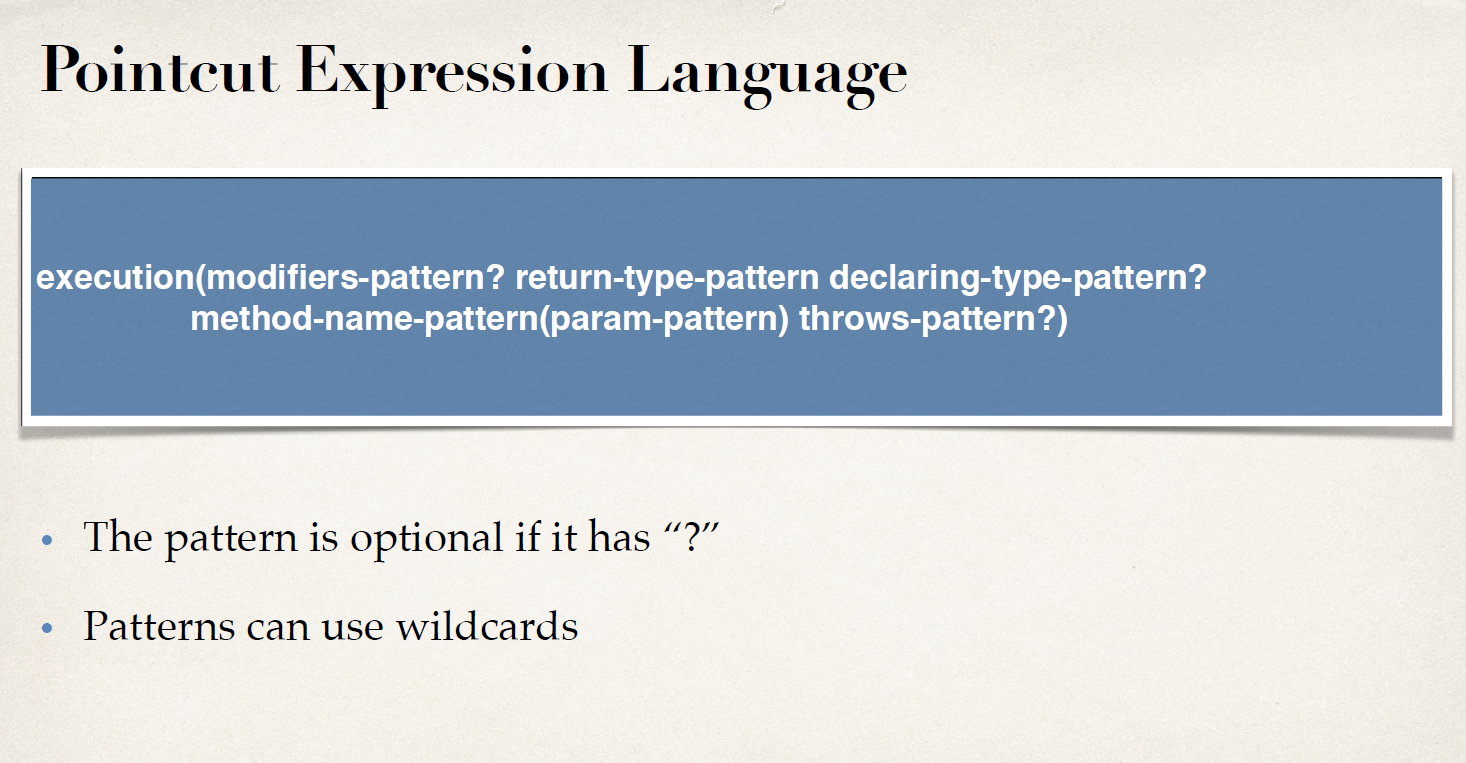 Pointcut Expression Language
execution(modifiers-pattern? return-type-pattern declaring-type-pattern?
method-name-pattern(param-pattern) throws-pattern?)
• The pattern is optional if it has “?”
• Patterns can use wildcards